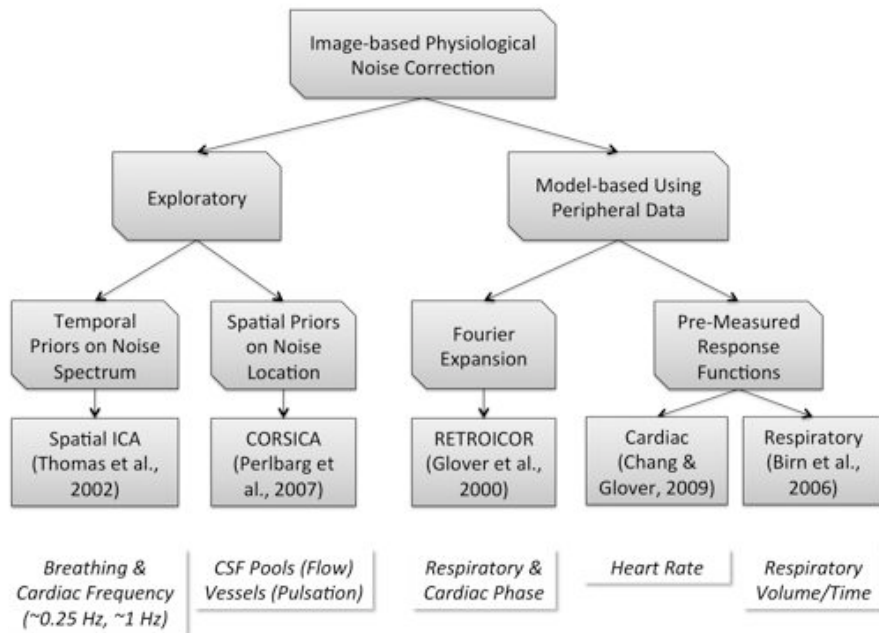 Image-based Physiological
Noise Correction
Exploratory
Model-based Using
Peripheral Data
Temporal
Priors on Noise
Spectrum
Spatial Priors
on Noise
Location
Fourier
Expansion
Pre-Measured
Response
Functions
Spatial ICA
(Thomas et al.,
2002)
CORSICA
(Perlbarg et
al., 2007)
RETROICOR
(Glover et al.,
2000)
Cardiac
(Chang &
Glover, 2009)
Respiratory
(Birn et al.,
2006)
Breathing &
Cardiac Frequency
(~0.25 Hz, ~1 Hz)
CSF Pools (Flow)
Vessels (Pulsation)
Respiratory &
Cardiac Phase
Heart Rate
Respiratory
Volume/Time